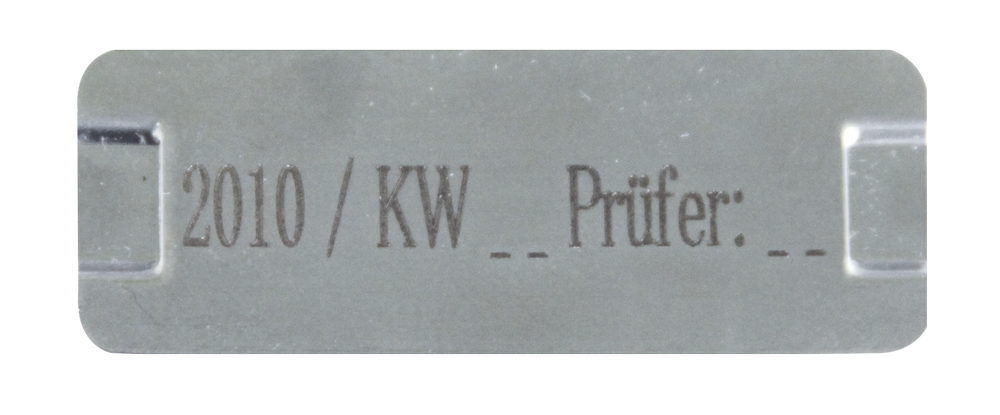 2010 / KW _ _ Prüfer: _ _